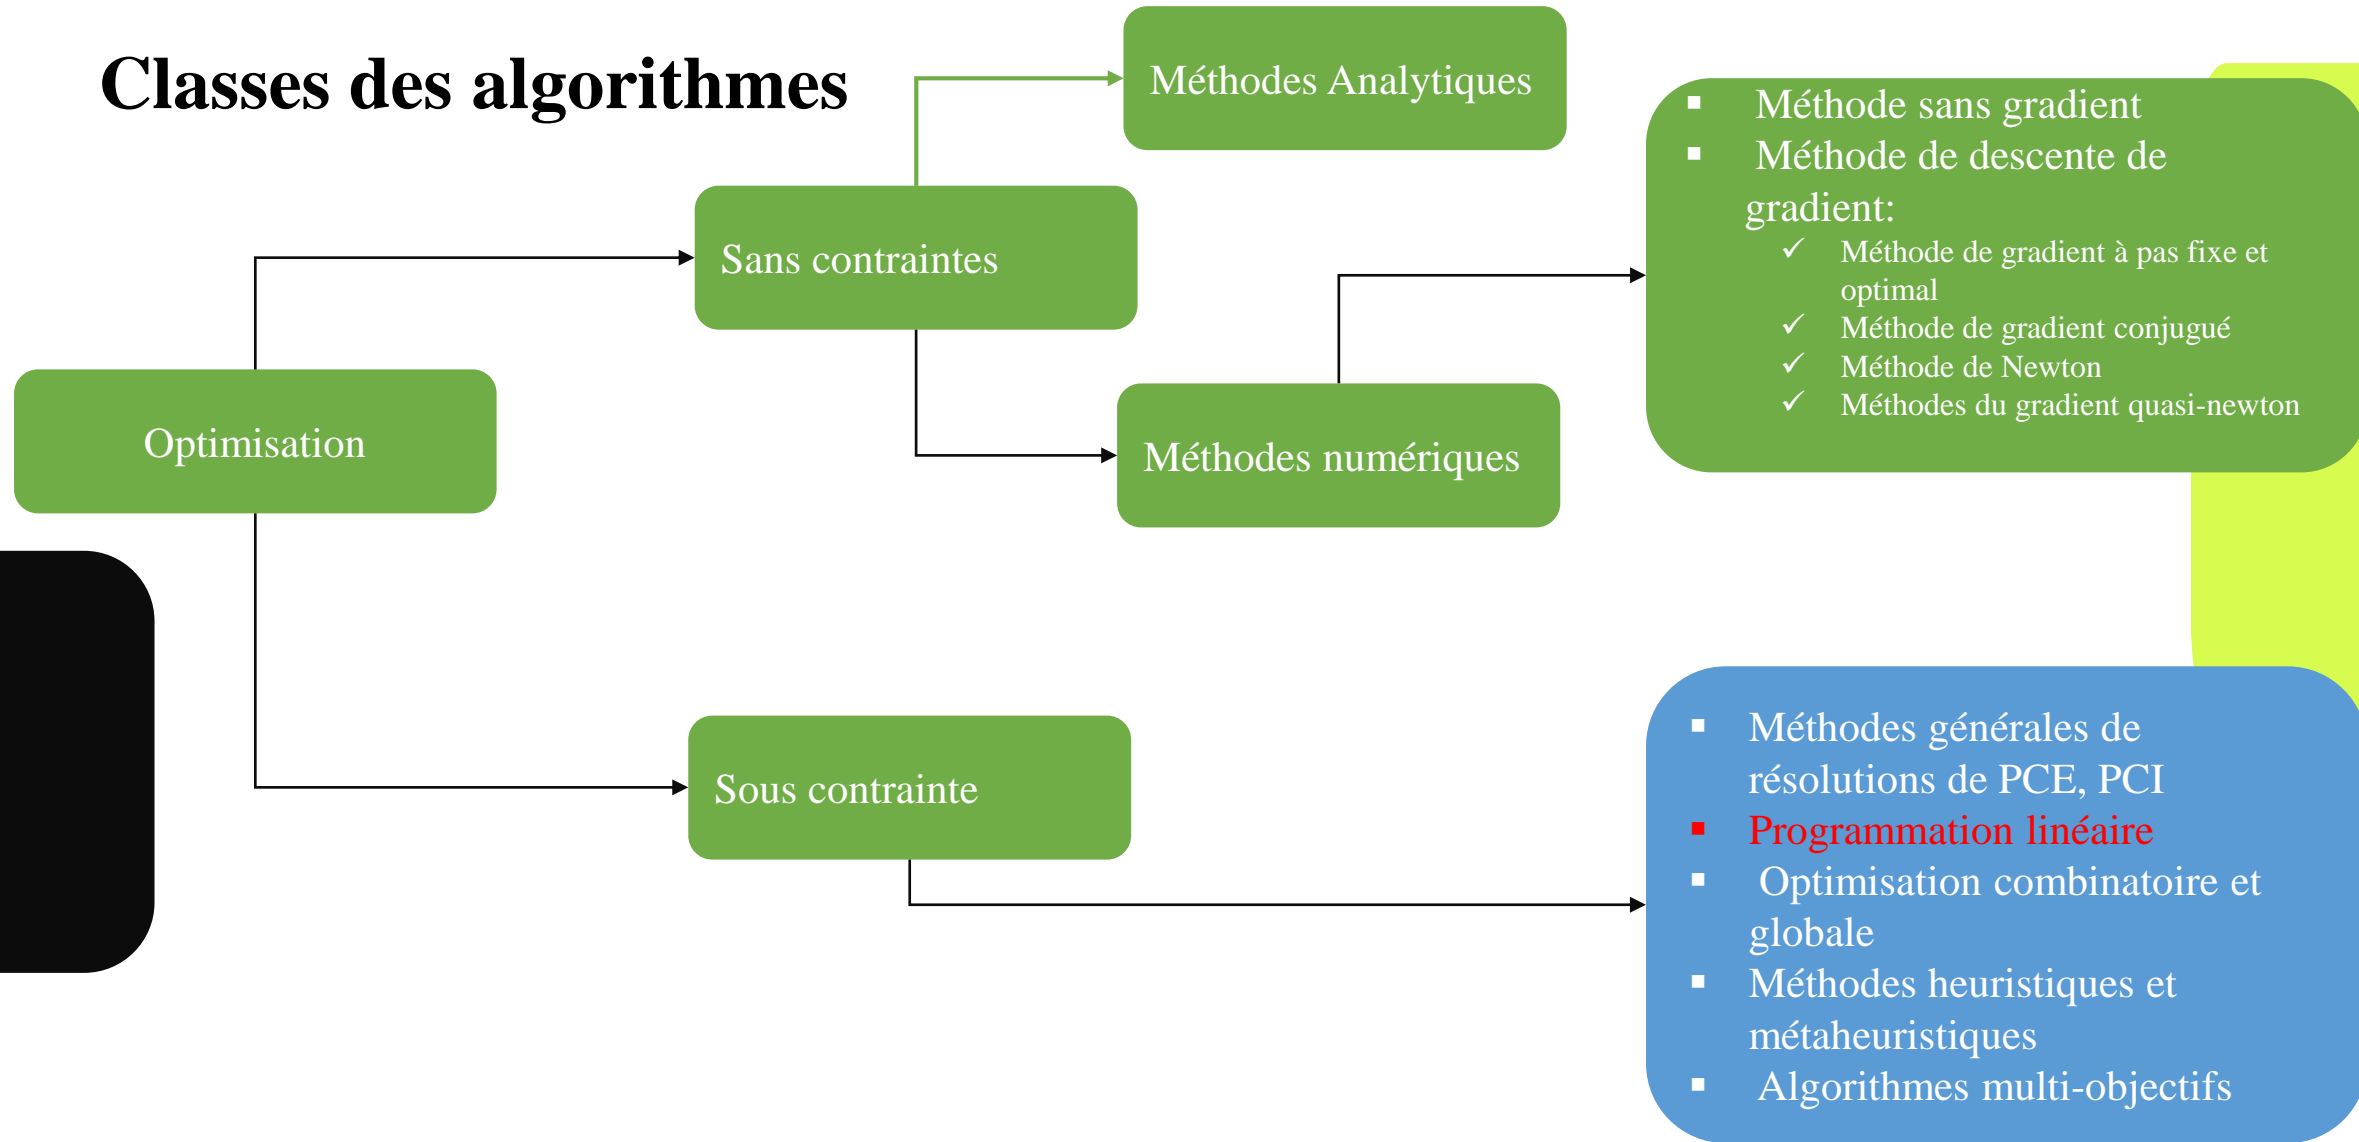 Classes des algorithmes
Méthodes Analytiques
Sans contraintes
Optimisation
Méthodes numériques
Méthode sans gradient
Méthode de descente de
gradient:
Méthode de gradient à pas fixe et
optimal
Méthode de gradient conjugué
Méthode de Newton
Méthodes du gradient quasi-newton
Sous contrainte
Méthodes générales de
résolutions de PCE, PCI
Programmation linéaire
Optimisation combinatoire et
globale
Méthodes heuristiques et
métaheuristiques
Algorithmes multi-objectifs